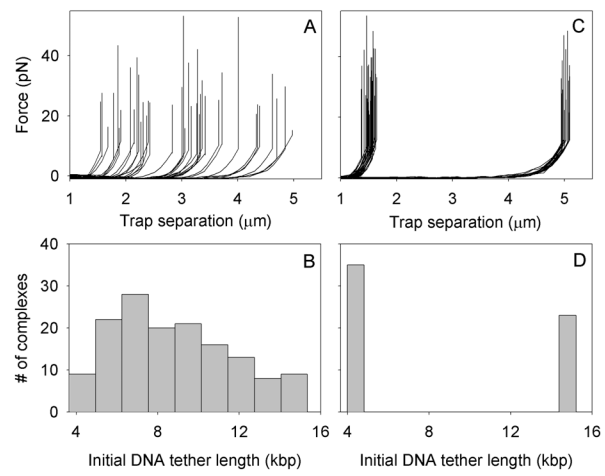 A
C
Force (pN)
40
20
0
1
2
3
4
5
1
2
3
4
5
Trap separation (μm)
Trap separation (μm)
B
D
# of complexes
40
30
20
10
0
4
8
12
16
4
8
12
16
Initial DNA tether length (kbp)
Initial DNA tether length (kbp)